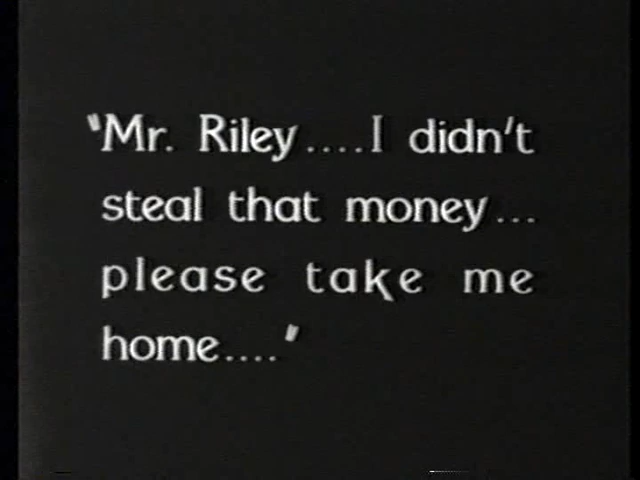 "Mr. Riley....I didn't
steal that money...
please take me
home...."